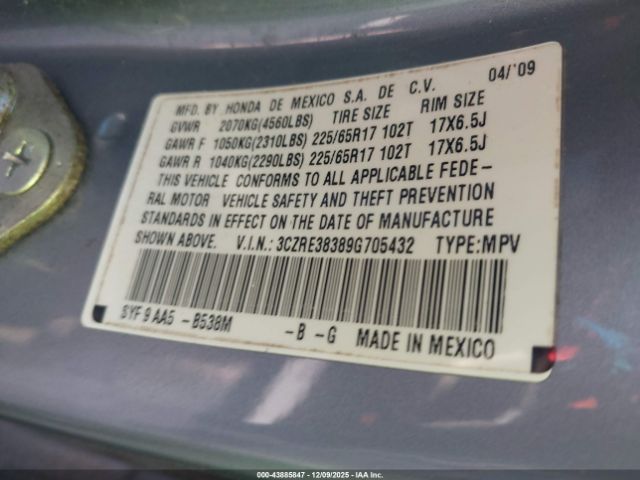 04/'09
MFD. BY HONDA DE MEXICO S.A. DE C.V.
GVWR 2070KG(4560LBS) TIRE SIZE RIM SIZE
GAWR F 1050KG(2310LBS) 225/65R17 102T 17X6.5J
GAWR R 1040KG(2290LBS) 225/65R17 102T 17X6.5J
THIS VEHICLE CONFORMS TO ALL APPLICABLE FEDE-
RAL MOTOR VEHICLE SAFETY AND THEFT PREVENTION
STANDARDS IN EFFECT ON THE DATE OF MANUFACTURE
SHOWN ABOVE. V.I.N.: 3CZRE38389G705432 TYPE:MPV
SYF 9 AA5 -B538M -B -G MADE IN MEXICO
000-43885847 - 12/09/2025 - IAAI.COM